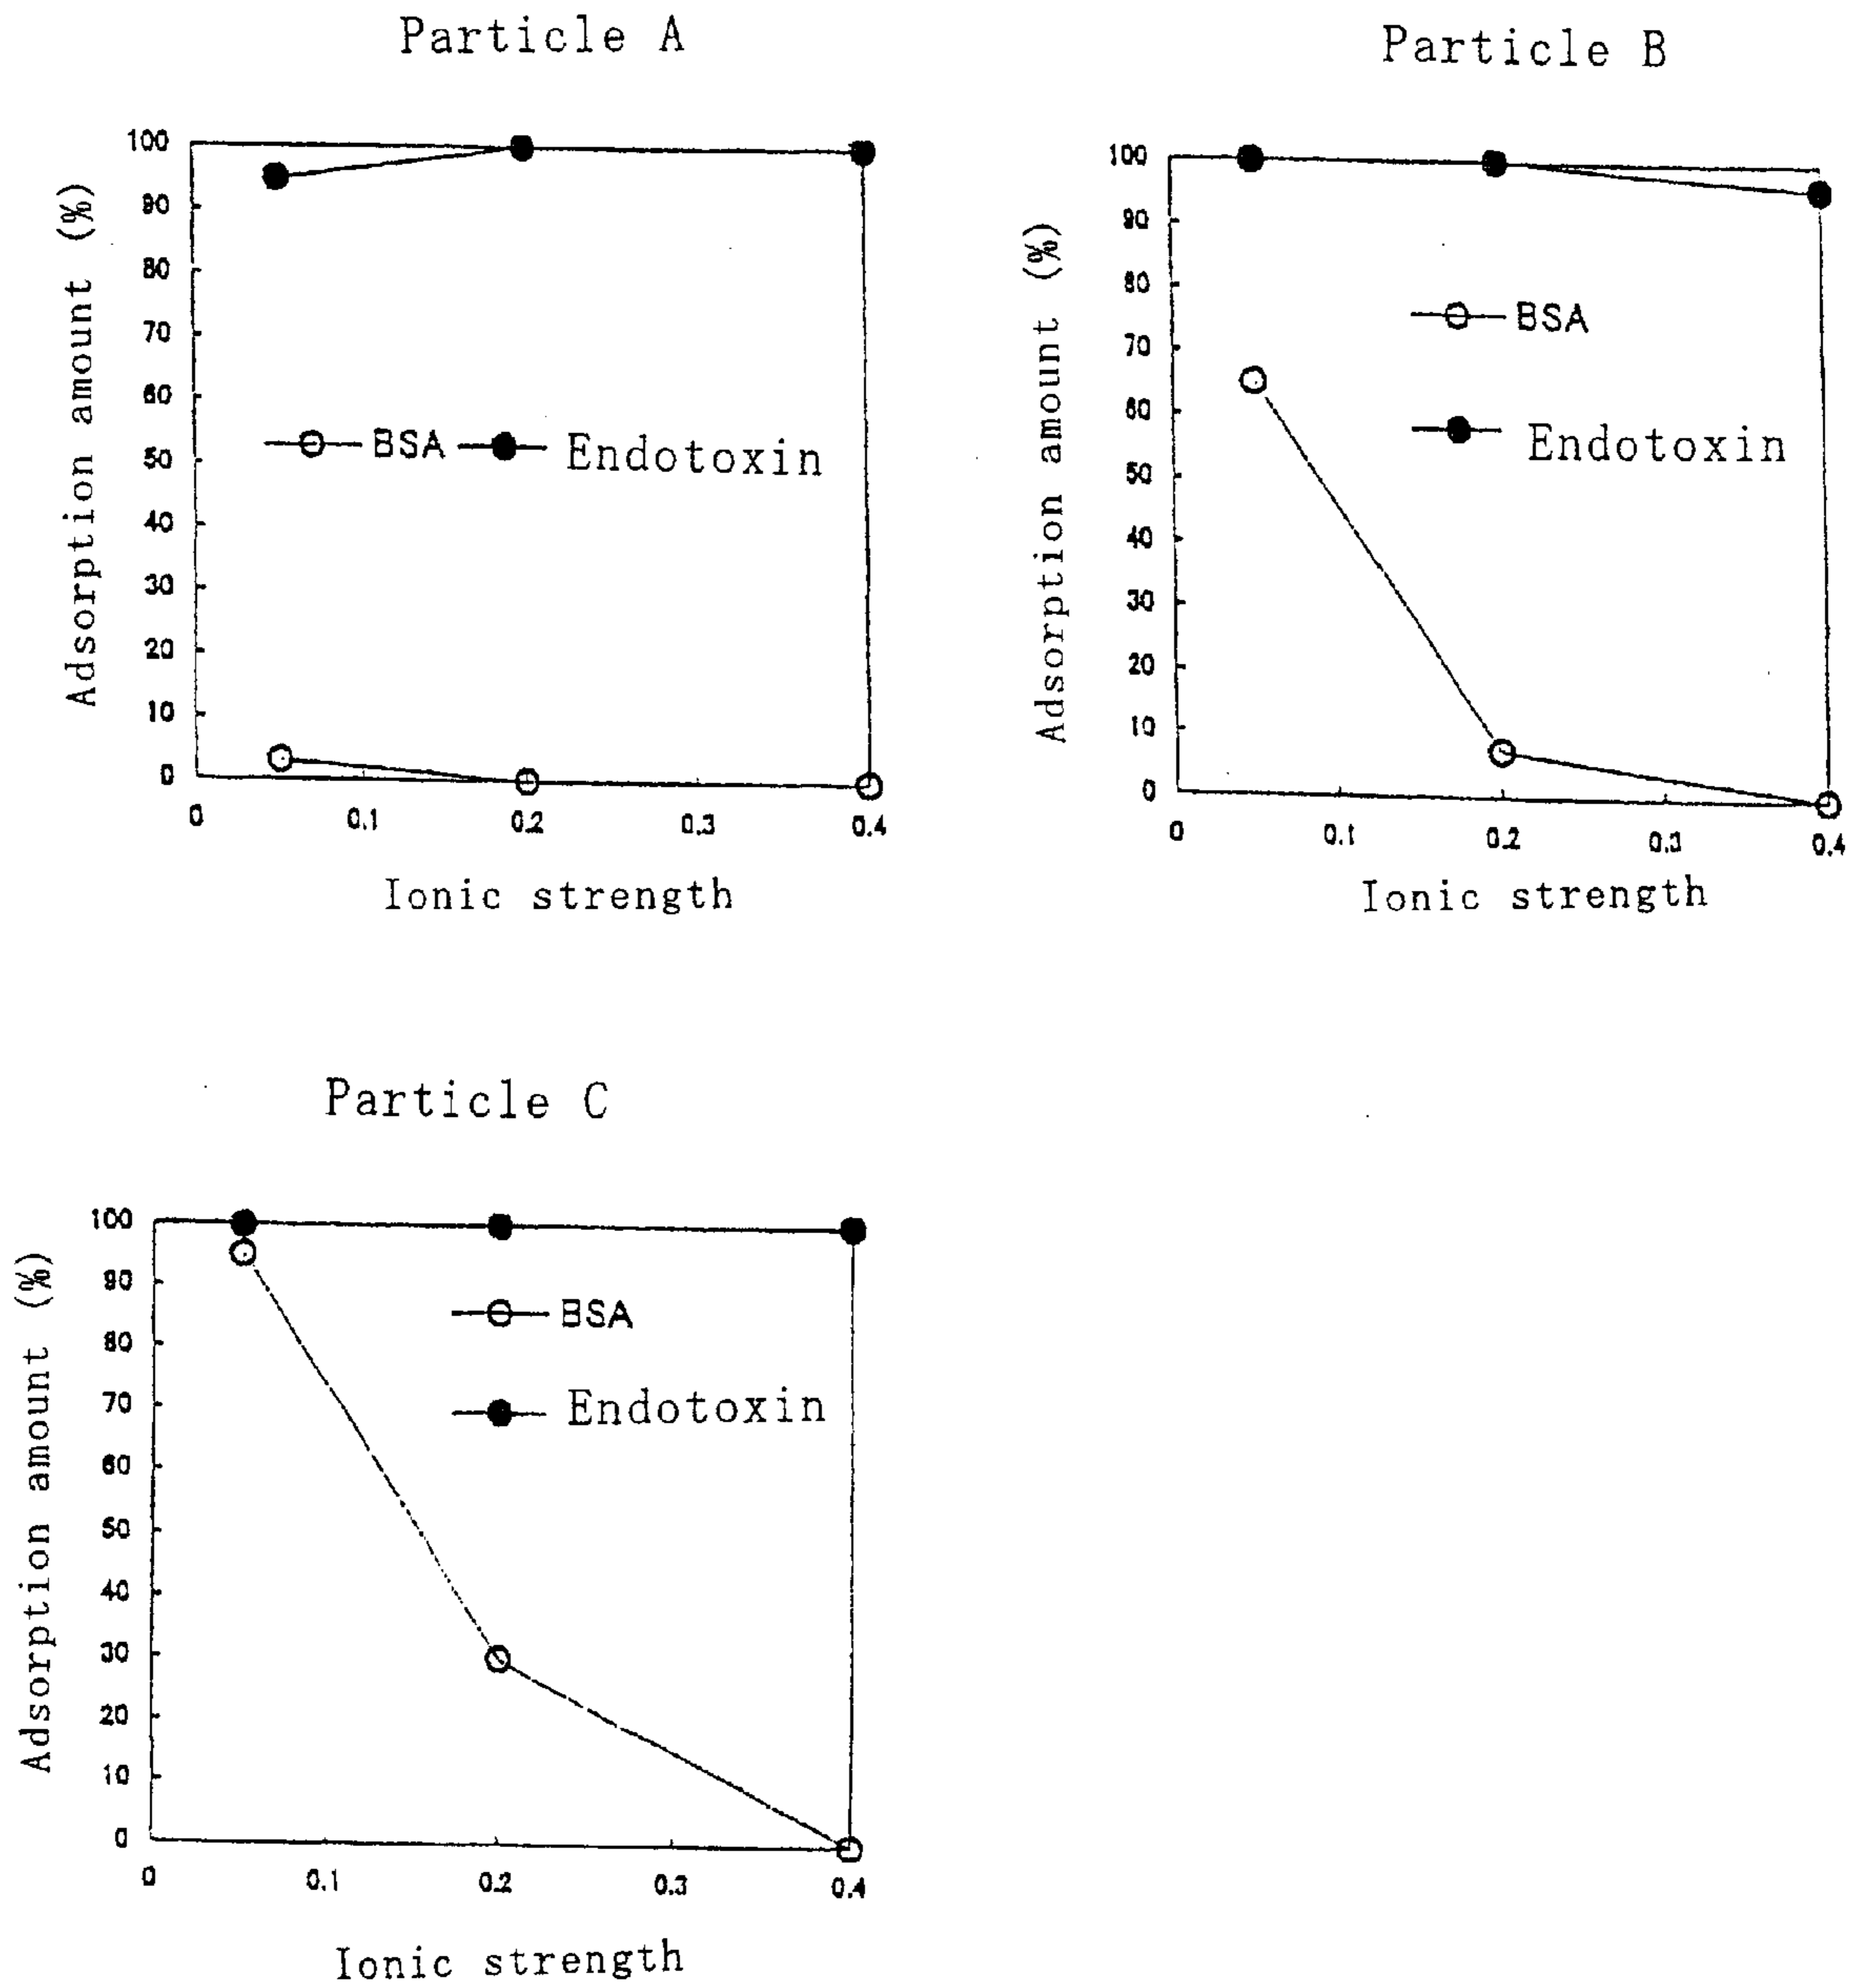 Particle A
Adsorption amount (%)
100
90
80
70
60
50
40
30
20
10
0
BSA
Endotoxin
0 0.1 0.2 0.3 0.4
Ionic strength
Particle B
Adsorption amount (%)
100
90
80
70
60
50
40
30
20
10
0
BSA
Endotoxin
0 0.1 0.2 0.3 0.4
Ionic strength
Particle C
Adsorption amount (%)
100
90
80
70
60
50
40
30
20
10
0
BSA
Endotoxin
0 0.1 0.2 0.3 0.4
Ionic strength